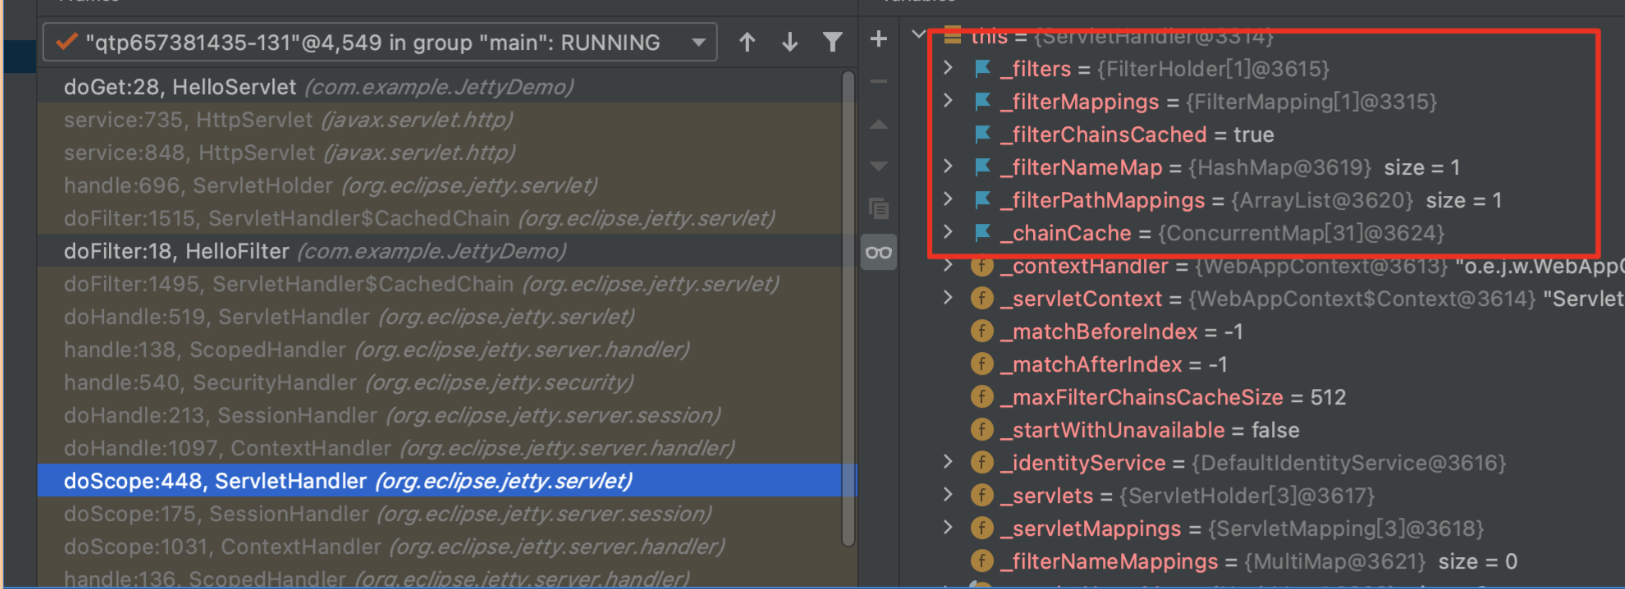 Frames
Variables
"qtp657381435-131"@4,549 in group "main": RUNNING
doGet:28, HelloServlet (com.example.JettyDemo)
service:735, HttpServlet (javax.servlet.http)
service:848, HttpServlet (javax.servlet.http)
handle:696, ServletHolder (org.eclipse.jetty.servlet)
doFilter:1515, ServletHandler$CachedChain (org.eclipse.jetty.servlet)
doFilter:18, HelloFilter (com.example.JettyDemo)
doFilter:1495, ServletHandler$CachedChain (org.eclipse.jetty.servlet)
doHandle:519, ServletHandler (org.eclipse.jetty.servlet)
handle:138, ScopedHandler (org.eclipse.jetty.server.handler)
handle:540, SecurityHandler (org.eclipse.jetty.security)
doHandle:213, SessionHandler (org.eclipse.jetty.server.session)
doHandle:1097, ContextHandler (org.eclipse.jetty.server.handler)
doScope:448, ServletHandler (org.eclipse.jetty.servlet)
doScope:175, SessionHandler (org.eclipse.jetty.server.session)
doScope:1031, ContextHandler (org.eclipse.jetty.server.handler)
handle:136, ScopedHandler (org.eclipse.jetty.server.handler)
this = {ServletHandler@3314}
_filters = {FilterHolder[1]@3615}
_filterMappings = {FilterMapping[1]@3315}
_filterChainsCached = true
_filterNameMap = {HashMap@3619} size = 1
_filterPathMappings = {ArrayList@3620} size = 1
_chainCache = {ConcurrentMap[31]@3624}
_contextHandler = {WebAppContext@3613} "o.e.j.w.WebAppC
_servletContext = {WebAppContext$Context@3614} "Servlet
_matchBeforeIndex = -1
_matchAfterIndex = -1
_maxFilterChainsCacheSize = 512
_startWithUnavailable = false
_identityService = {DefaultIdentityService@3616}
_servlets = {ServletHolder[3]@3617}
_servletMappings = {ServletMapping[3]@3618}
_filterNameMappings = {MultiMap@3621} size = 0